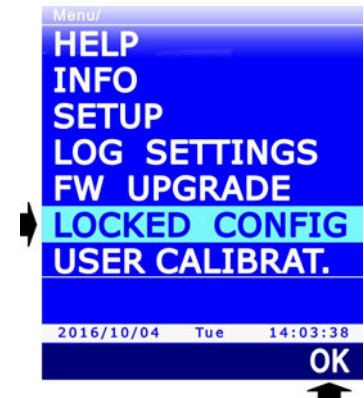 Menu/
HELP
INFO
SETUP
LOG SETTINGS
FW UPGRADE
LOCKED CONFIG
USER CALIBRAT.
2016/10/04 Tue 14:03:38
OK